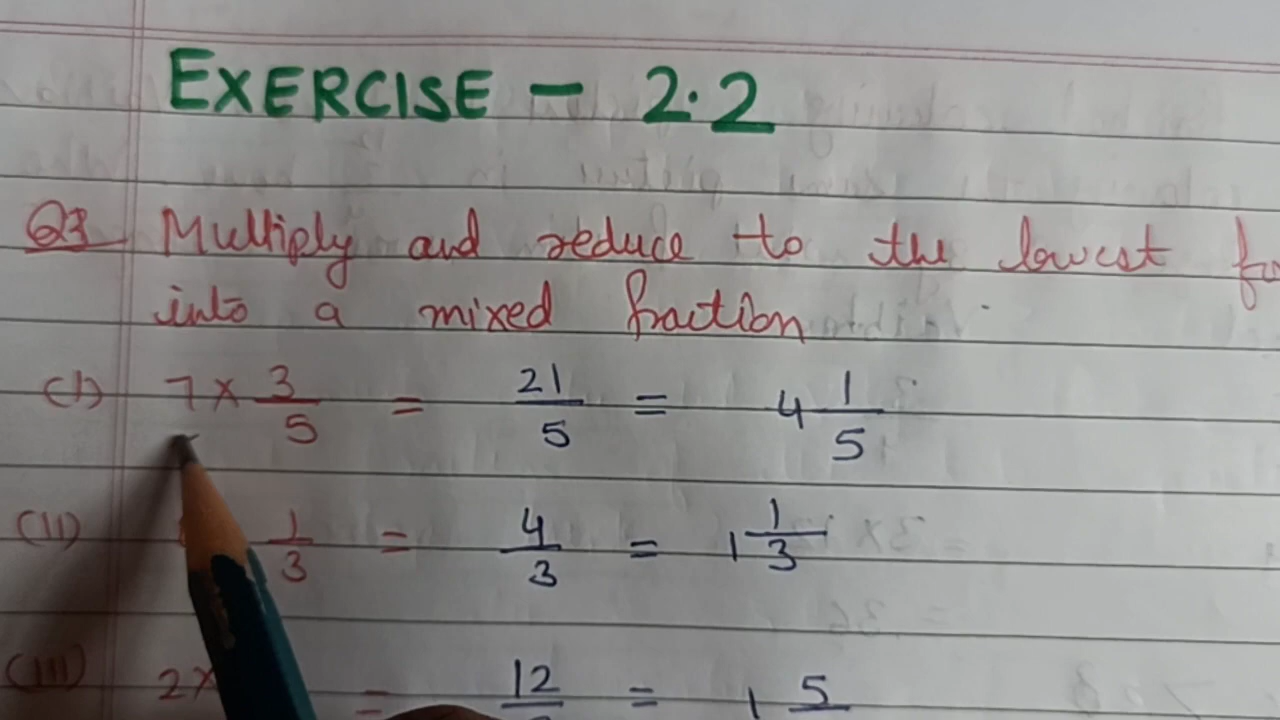 EXERCISE - 2.2
Q3 Multiply and reduce to the lowest
into a mixed fraction
(I) 7 × 3/5 = 21/5 = 4 1/5
(II) 1/3 = 4/3 = 1 1/3
(III) 2× = 12 = 1 5